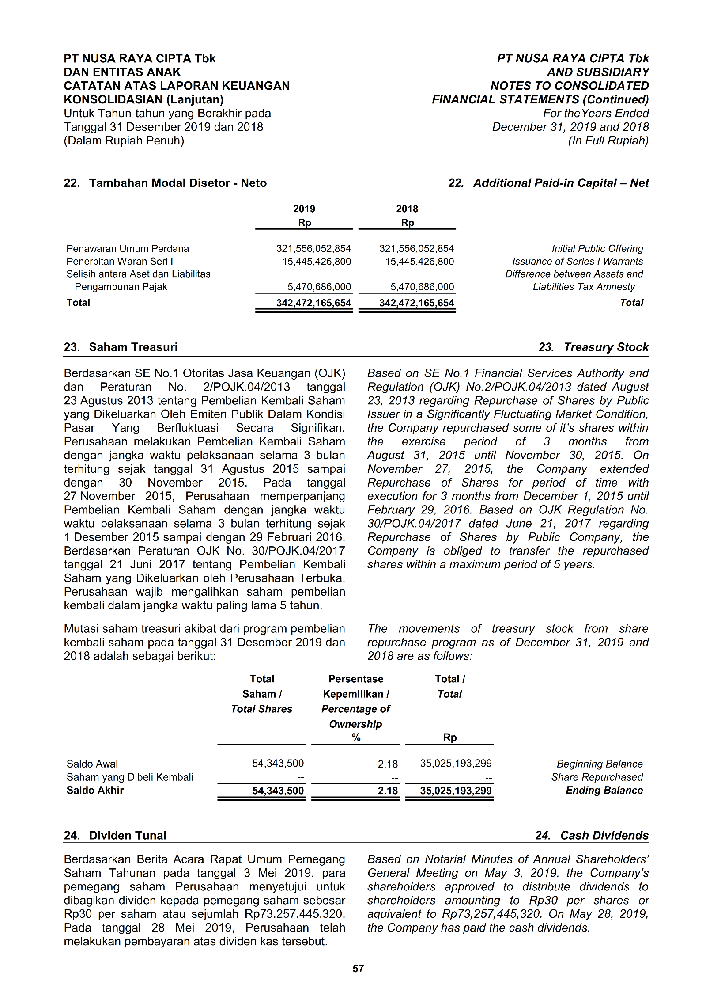 PT NUSA RAYA CIPTA Tbk
DAN ENTITAS ANAK
CATATAN ATAS LAPORAN KEUANGAN
KONSOLIDASIAN (Lanjutan)
Untuk Tahun-tahun yang Berakhir pada
Tanggal 31 Desember 2019 dan 2018
(Dalam Rupiah Penuh)
PT NUSA RAYA CIPTA Tbk
AND SUBSIDIARY
NOTES TO CONSOLIDATED
FINANCIAL STATEMENTS (Continued)
For theYears Ended
December 31, 2019 and 2018
(In Full Rupiah)
22. Tambahan Modal Disetor - Neto
22. Additional Paid-in Capital – Net
2019 2018
Rp Rp
Penawaran Umum Perdana 321,556,052,854 321,556,052,854 Initial Public Offering
Penerbitan Waran Seri I 15,445,426,800 15,445,426,800 Issuance of Series I Warrants
Selisih antara Aset dan Liabilitas Difference between Assets and
Pengampunan Pajak 5,470,686,000 5,470,686,000 Liabilities Tax Amnesty
Total 342,472,165,654 342,472,165,654 Total
23. Saham Treasuri
23. Treasury Stock
Berdasarkan SE No.1 Otoritas Jasa Keuangan (OJK)
dan Peraturan No. 2/POJK.04/2013 tanggal
23 Agustus 2013 tentang Pembelian Kembali Saham
yang Dikeluarkan Oleh Emiten Publik Dalam Kondisi
Pasar Yang Berfluktuasi Secara Signifikan,
Perusahaan melakukan Pembelian Kembali Saham
dengan jangka waktu pelaksanaan selama 3 bulan
terhitung sejak tanggal 31 Agustus 2015 sampai
dengan 30 November 2015. Pada tanggal
27 November 2015, Perusahaan memperpanjang
Pembelian Kembali Saham dengan jangka waktu
waktu pelaksanaan selama 3 bulan terhitung sejak
1 Desember 2015 sampai dengan 29 Februari 2016.
Berdasarkan Peraturan OJK No. 30/POJK.04/2017
tanggal 21 Juni 2017 tentang Pembelian Kembali
Saham yang Dikeluarkan oleh Perusahaan Terbuka,
Perusahaan wajib mengalihkan saham pembelian
kembali dalam jangka waktu paling lama 5 tahun.
Based on SE No.1 Financial Services Authority and
Regulation (OJK) No.2/POJK.04/2013 dated August
23, 2013 regarding Repurchase of Shares by Public
Issuer in a Significantly Fluctuating Market Condition,
the Company repurchased some of it’s shares within
the exercise period of 3 months from
August 31, 2015 until November 30, 2015. On
November 27, 2015, the Company extended
Repurchase of Shares for period of time with
execution for 3 months from December 1, 2015 until
February 29, 2016. Based on OJK Regulation No.
30/POJK.04/2017 dated June 21, 2017 regarding
Repurchase of Shares by Public Company, the
Company is obliged to transfer the repurchased
shares within a maximum period of 5 years.
Mutasi saham treasuri akibat dari program pembelian
kembali saham pada tanggal 31 Desember 2019 dan
2018 adalah sebagai berikut:
The movements of treasury stock from share
repurchase program as of December 31, 2019 and
2018 are as follows:
Total Persentase Total /
Saham / Kepemilikan / Total
Total Shares Percentage of
Ownership
% Rp
Saldo Awal 54,343,500 2.18 35,025,193,299 Beginning Balance
Saham yang Dibeli Kembali -- -- -- Share Repurchased
Saldo Akhir 54,343,500 2.18 35,025,193,299 Ending Balance
24. Dividen Tunai
24. Cash Dividends
Berdasarkan Berita Acara Rapat Umum Pemegang
Saham Tahunan pada tanggal 3 Mei 2019, para
pemegang saham Perusahaan menyetujui untuk
dibagikan dividen kepada pemegang saham sebesar
Rp30 per saham atau sejumlah Rp73.257.445.320.
Pada tanggal 28 Mei 2019, Perusahaan telah
melakukan pembayaran atas dividen kas tersebut.
Based on Notarial Minutes of Annual Shareholders’
General Meeting on May 3, 2019, the Company’s
shareholders approved to distribute dividends to
shareholders amounting to Rp30 per shares or
aquivalent to Rp73,257,445,320. On May 28, 2019,
the Company has paid the cash dividends.
57